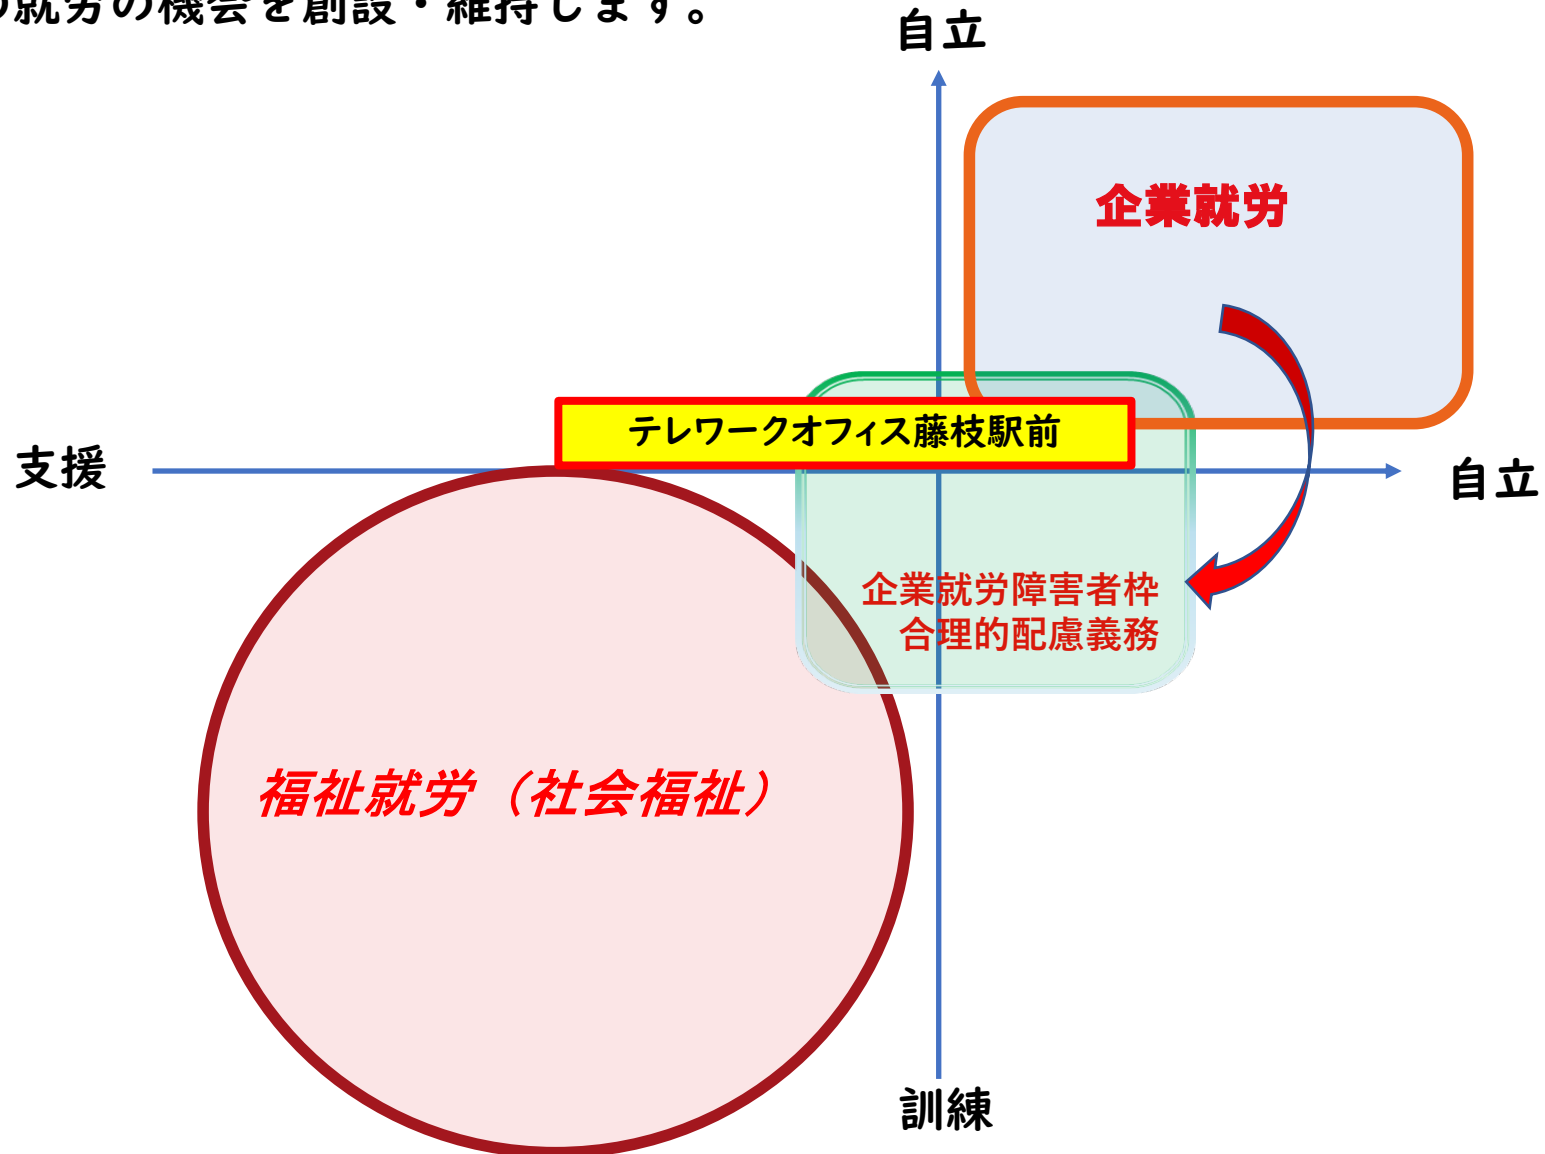 の就労の機会を創設・維持します。
自立
企業就労
テレワークオフィス藤枝駅前
支援
自立
企業就労障害者枠
合理的配慮義務
福祉就労（社会福祉）
訓練